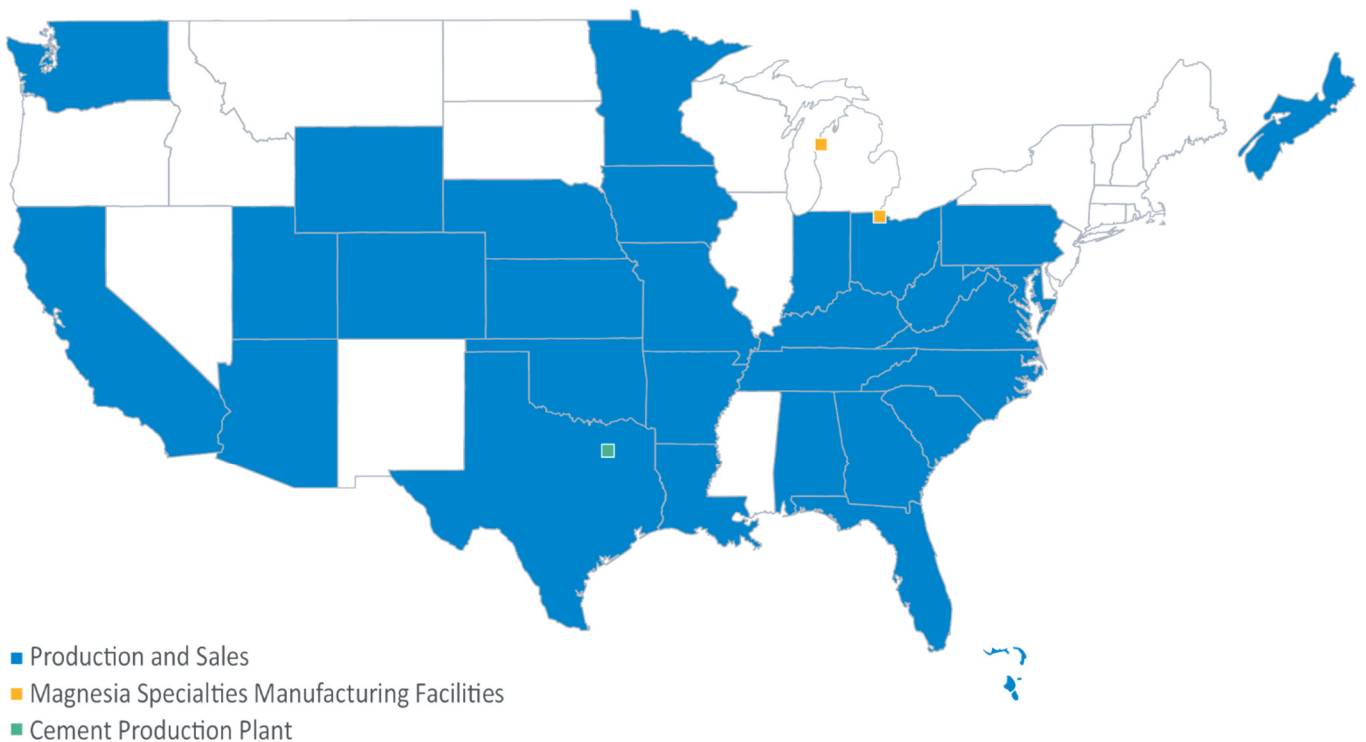 Production and Sales
Magnesia Specialties Manufacturing Facilities
Cement Production Plant